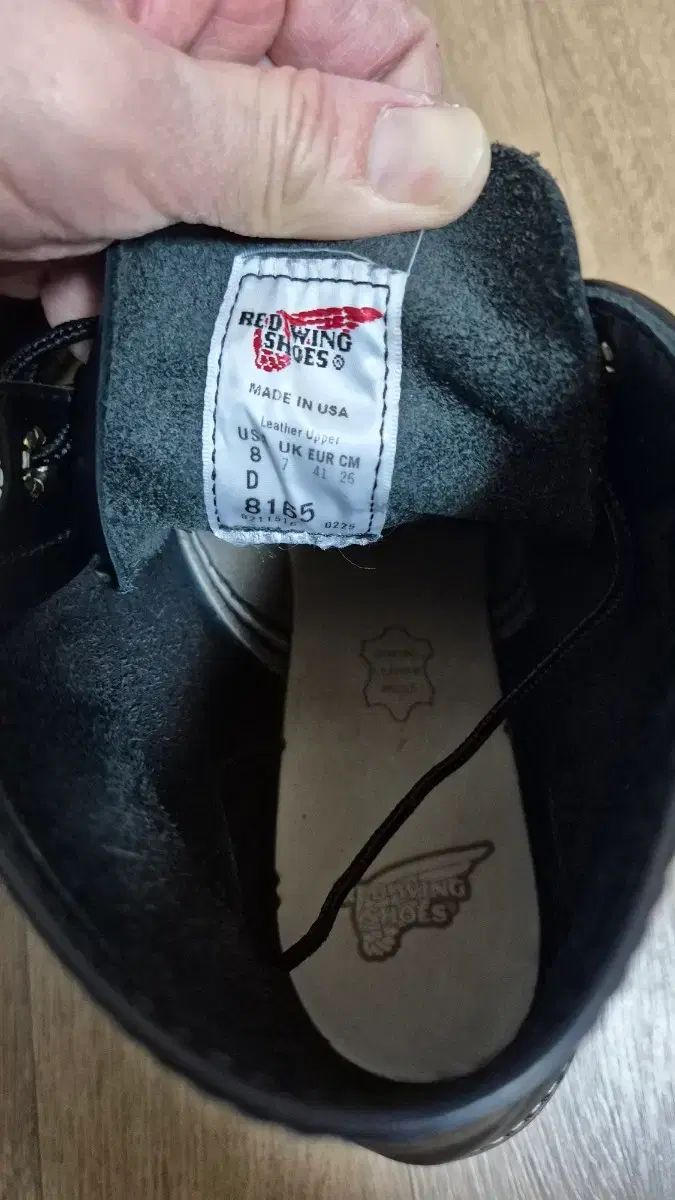 RED WING
SHOES®
MADE IN USA
Leather Upper
US UK EUR CM
8 7 41 26
D
8165
0225
RED WING
SHOES